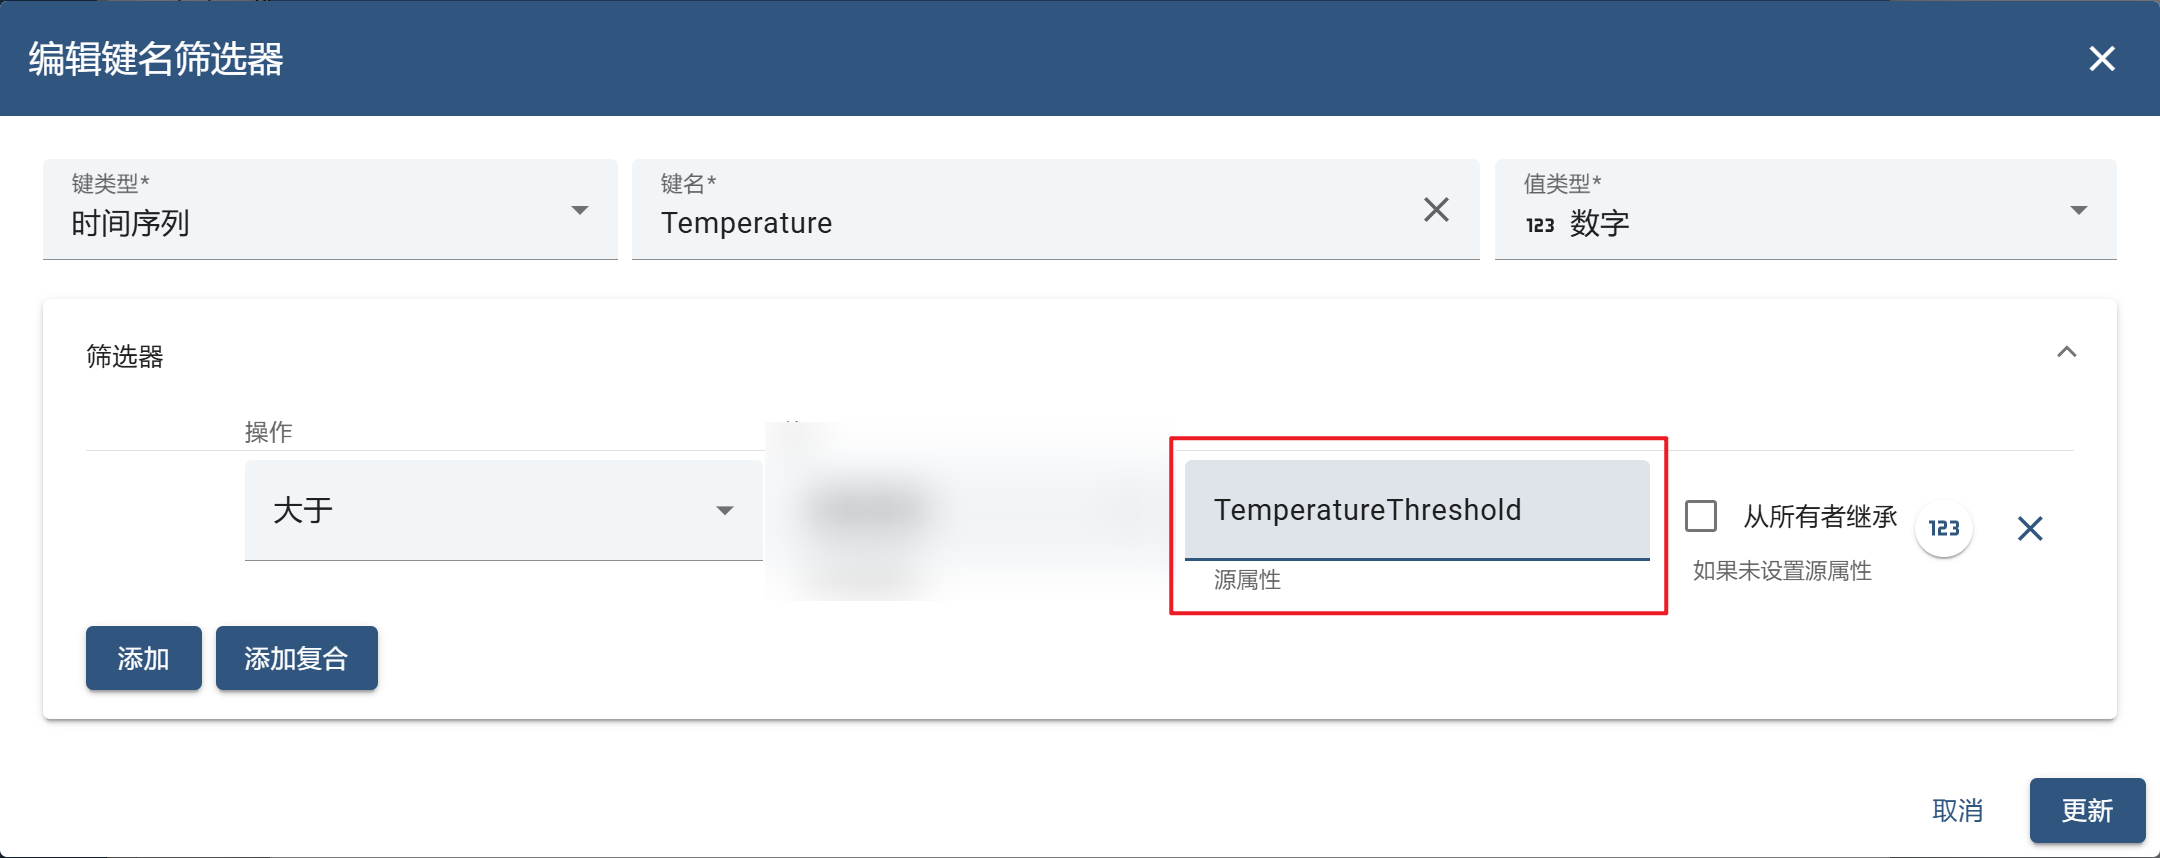 编辑键名筛选器
键类型*
时间序列
键名*
Temperature
值类型*
123 数字
筛选器
操作
大于
TemperatureThreshold
源属性
从所有者继承
如果未设置源属性
123
添加
添加复合
取消
更新